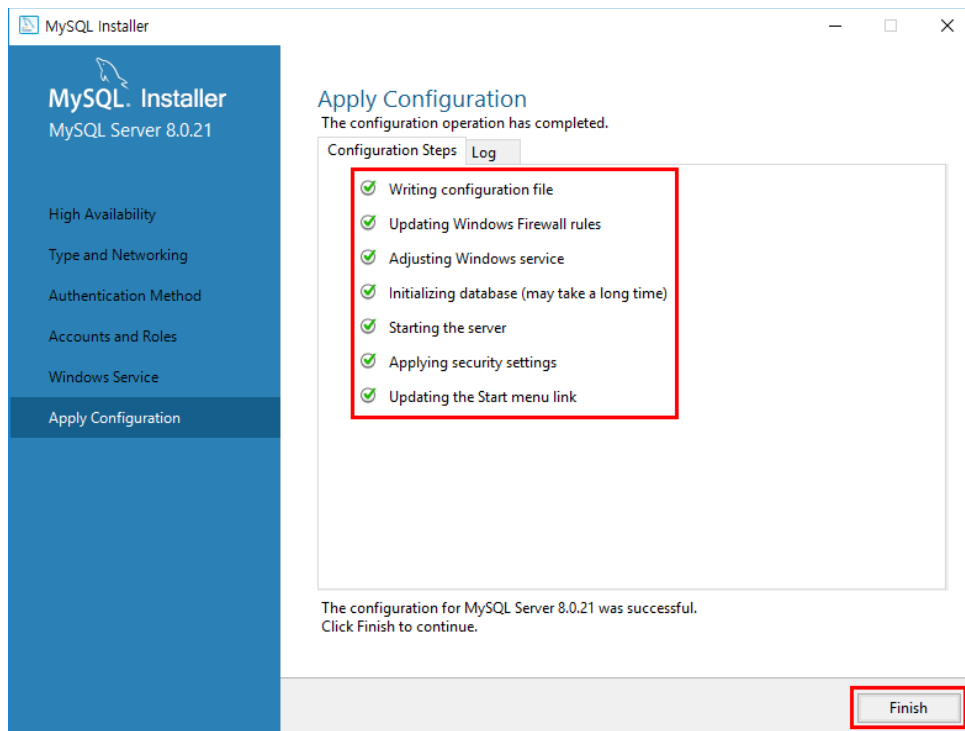 MySQL Installer
MySQL. Installer
MySQL Server 8.0.21
High Availability
Type and Networking
Authentication Method
Accounts and Roles
Windows Service
Apply Configuration
Apply Configuration
The configuration operation has completed.
Configuration Steps Log
Writing configuration file
Updating Windows Firewall rules
Adjusting Windows service
Initializing database (may take a long time)
Starting the server
Applying security settings
Updating the Start menu link
The configuration for MySQL Server 8.0.21 was successful.
Click Finish to continue.
Finish